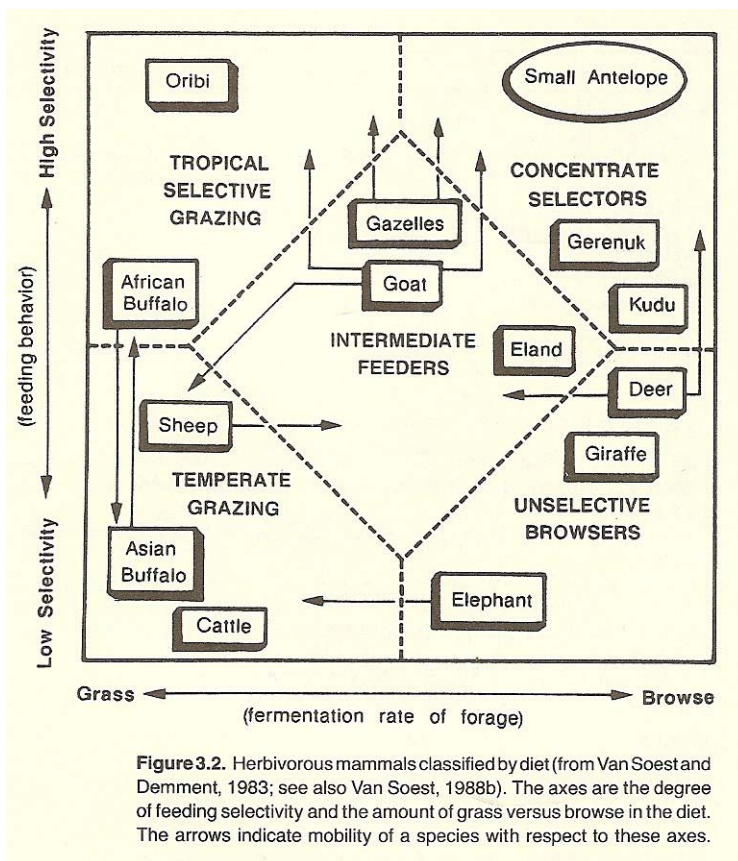 High Selectivity
(feeding behavior)
Low Selectivity
Oribi
Small Antelope
TROPICAL
SELECTIVE
GRAZING
CONCENTRATE
SELECTORS
Gazelles
Gerenuk
African
Buffalo
Goat
Kudu
INTERMEDIATE
FEEDERS
Eland
Deer
Sheep
Giraffe
TEMPERATE
GRAZING
UNSELECTIVE
BROWSERS
Asian
Buffalo
Elephant
Cattle
Grass
Browse
(fermentation rate of forage)
Figure 3.2. Herbivorous mammals classified by diet (from Van Soest and
Demment, 1983; see also Van Soest, 1988b). The axes are the degree
of feeding selectivity and the amount of grass versus browse in the diet.
The arrows indicate mobility of a species with respect to these axes.